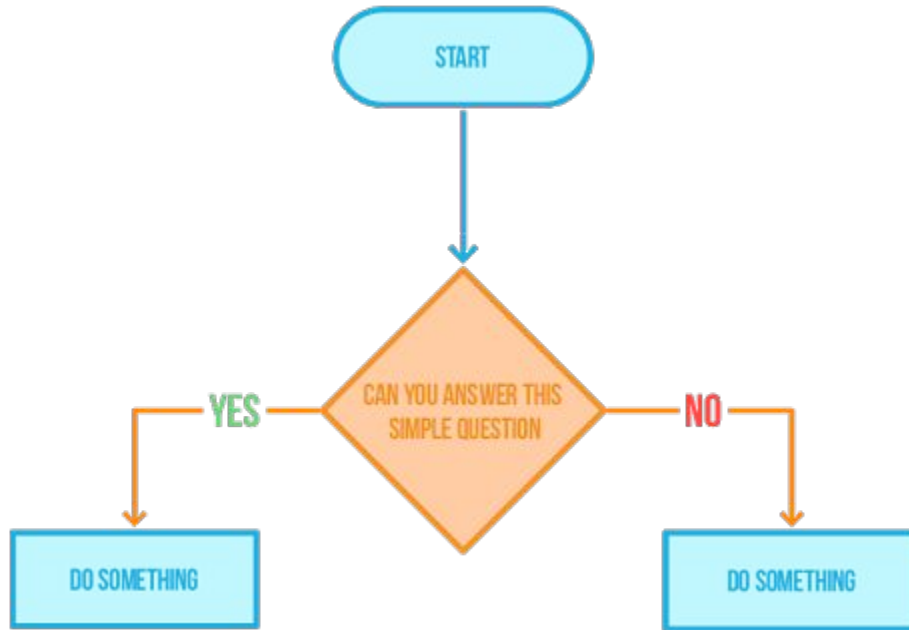 START
CAN YOU ANSWER THIS
SIMPLE QUESTION
YES
NO
DO SOMETHING
DO SOMETHING